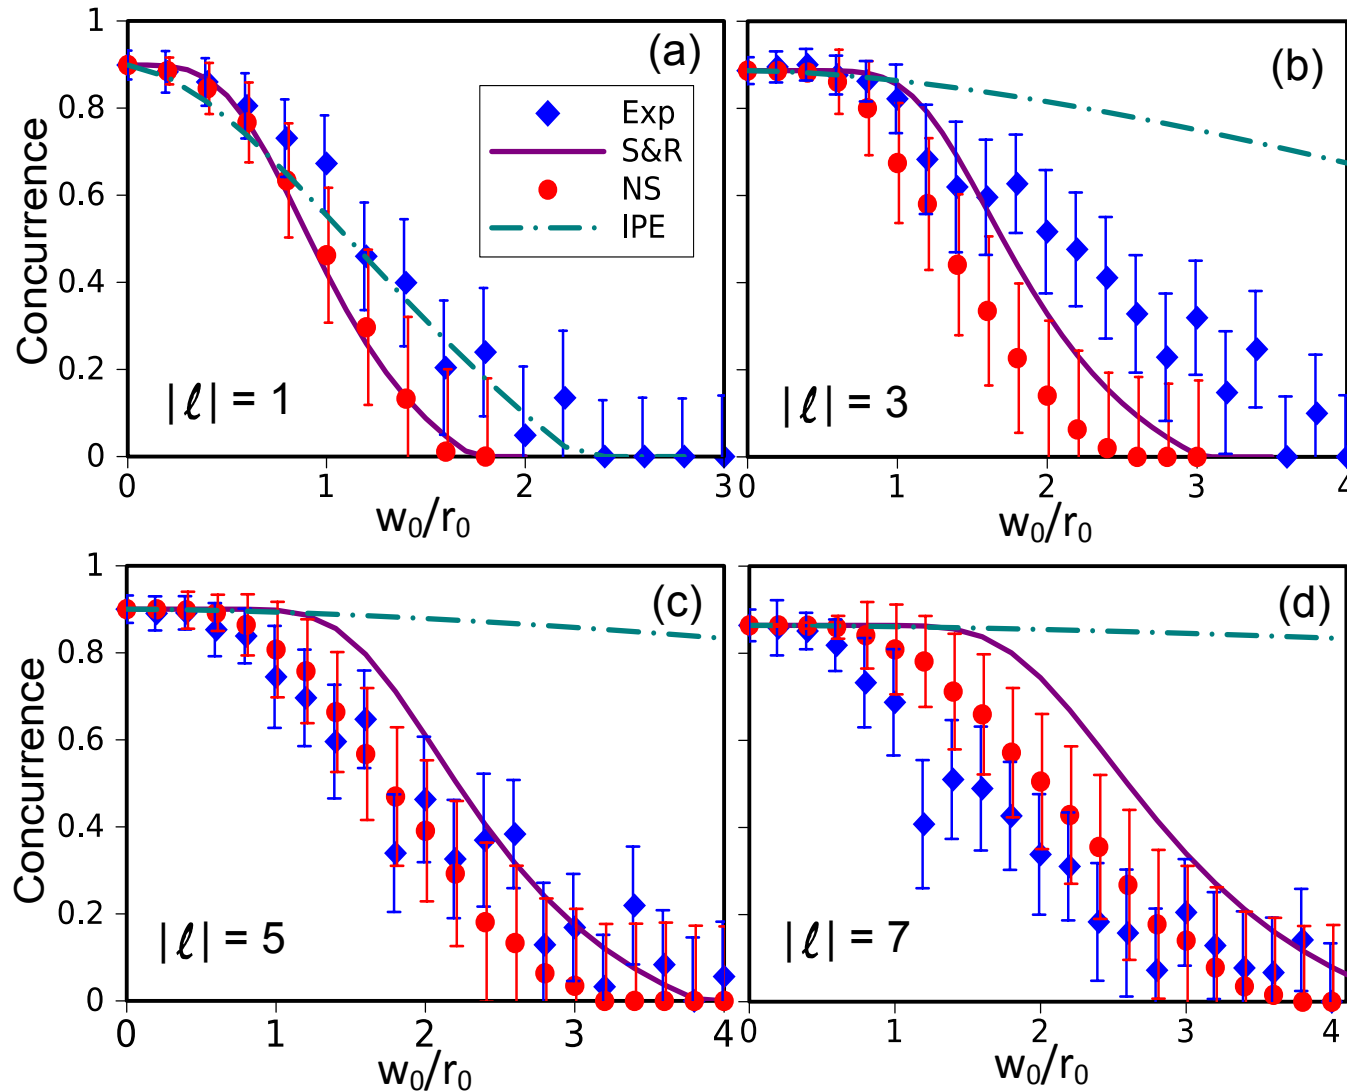 1
0.8
0.6
0.4
0.2
0
Concurrence
(a)
Exp
S&R
NS
IPE
|ℓ| = 1
0 1 2 3
w₀/r₀
(b)
|ℓ| = 3
0 1 2 3 4
w₀/r₀
1
0.8
0.6
0.4
0.2
0
Concurrence
(c)
|ℓ| = 5
0 1 2 3 4
w₀/r₀
(d)
|ℓ| = 7
0 1 2 3 4
w₀/r₀